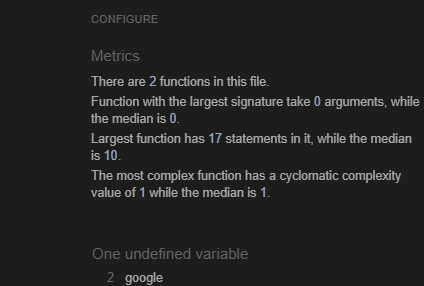 CONFIGURE
Metrics
There are 2 functions in this file.
Function with the largest signature take 0 arguments, while
the median is 0.
Largest function has 17 statements in it, while the median
is 10.
The most complex function has a cyclomatic complexity
value of 1 while the median is 1.
One undefined variable
2 google